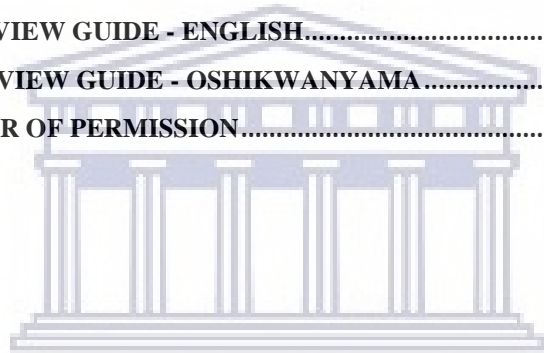 VIEW GUIDE - ENGLISH.................................
VIEW GUIDE - OSHIKWANYAMA.................
R OF PERMISSION.........................................